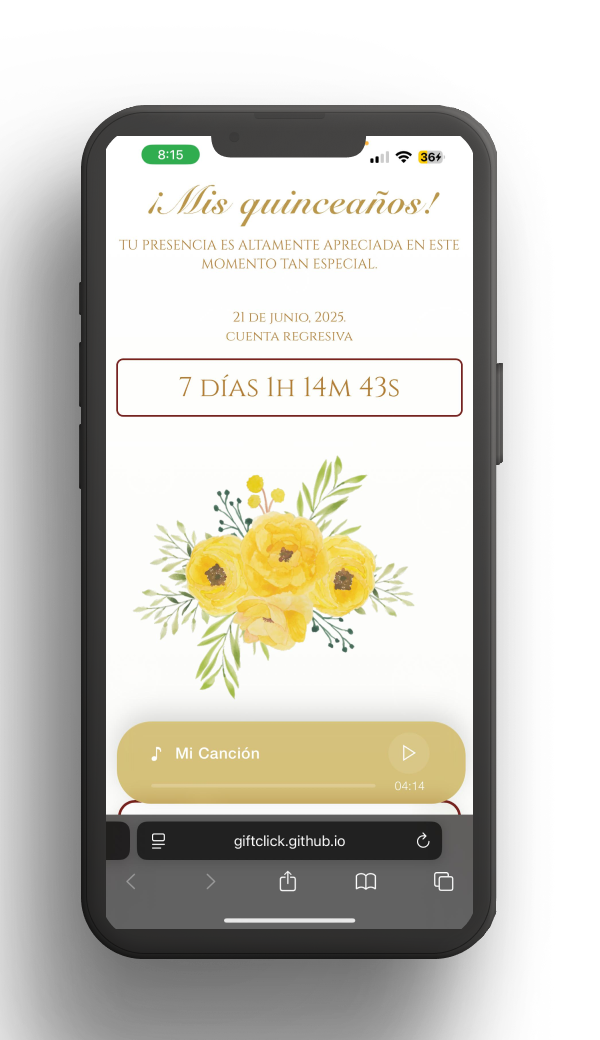 8:15
36
¡Mis quinceaños!
TU PRESENCIA ES ALTAMENTE APRECIADA EN ESTE
MOMENTO TAN ESPECIAL.
21 DE JUNIO, 2025.
CUENTA REGRESIVA
7 DÍAS 1H 14M 43S
Mi Canción
04:14
giftclick.github.io